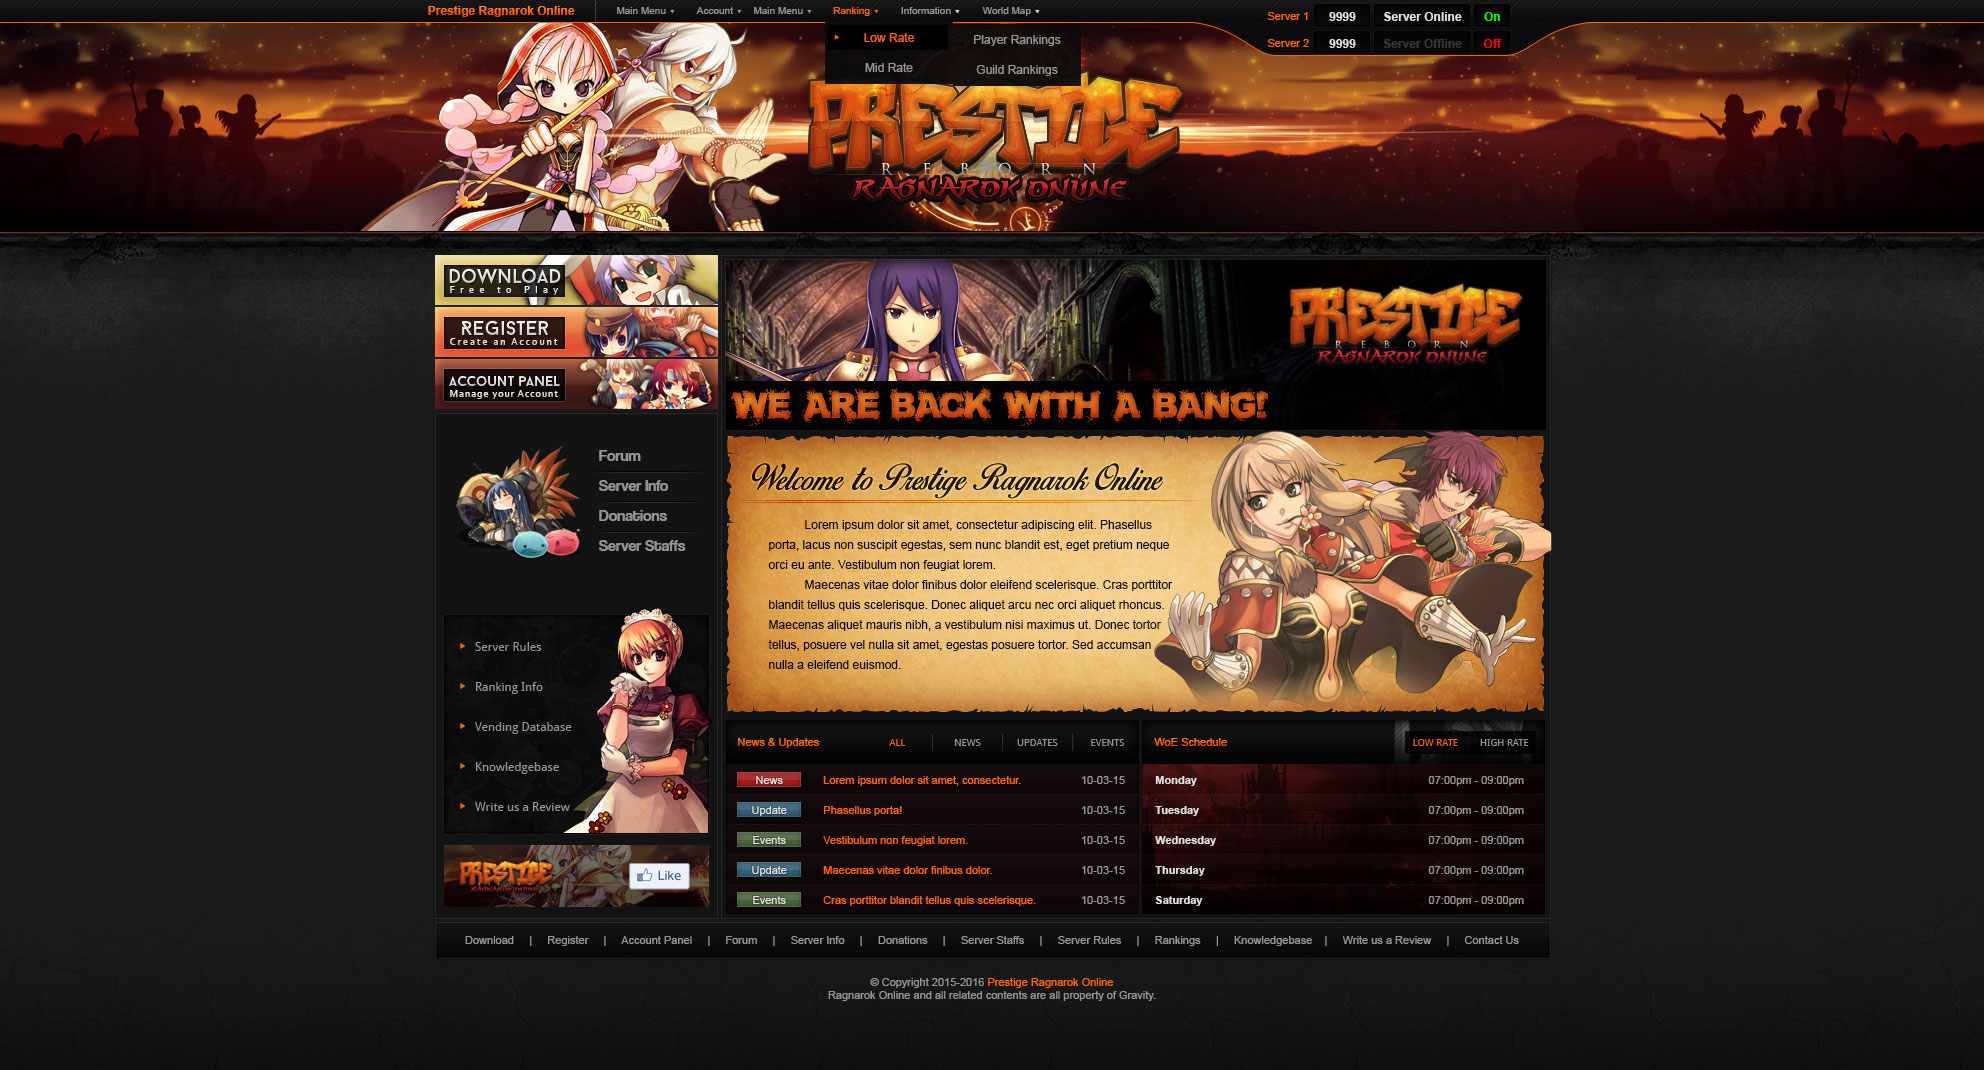 Prestige Ragnarok Online
Main Menu
Account
Main Menu
Ranking
Information
World Map
Server 1
9999
Server Online
On
Server 2
9999
Server Offline
Off
Low Rate
Mid Rate
Player Rankings
Guild Rankings
PRESTIGE
REBORN
RAGNAROK ONLINE
DOWNLOAD
Free to Play
REGISTER
Create an Account
ACCOUNT PANEL
Manage your Account
Forum
Server Info
Donations
Server Staffs
Server Rules
Ranking Info
Vending Database
Knowledgebase
Write us a Review
PRESTIGE
RAGNAROK ONLINE
Like
PRESTIGE
REBORN
RAGNAROK ONLINE
WE ARE BACK WITH A BANG!
Welcome to Prestige Ragnarok Online
Lorem ipsum dolor sit amet, consectetur adipiscing elit. Phasellus
porta, lacus non suscipit egestas, sem nunc blandit est, eget pretium neque
orci eu ante. Vestibulum non feugiat lorem.
Maecenas vitae dolor finibus dolor eleifend scelerisque. Cras porttitor
blandit tellus quis scelerisque. Donec aliquet arcu nec orci aliquet rhoncus.
Maecenas aliquet mauris nibh, a vestibulum nisi maximus ut. Donec tortor
tellus, posuere vel nulla sit amet, egestas posuere tortor. Sed accumsan
nulla a eleifend euismod.
News & Updates
ALL
NEWS
UPDATES
EVENTS
News Lorem ipsum dolor sit amet, consectetur. 10-03-15
Update Phasellus porta! 10-03-15
Events Vestibulum non feugiat lorem. 10-03-15
Update Maecenas vitae dolor finibus dolor. 10-03-15
Events Cras porttitor blandit tellus quis scelerisque. 10-03-15
WoE Schedule
LOW RATE
HIGH RATE
Monday 07:00pm - 09:00pm
Tuesday 07:00pm - 09:00pm
Wednesday 07:00pm - 09:00pm
Thursday 07:00pm - 09:00pm
Saturday 07:00pm - 09:00pm
Download | Register | Account Panel | Forum | Server Info | Donations | Server Staffs | Server Rules | Rankings | Knowledgebase | Write us a Review | Contact Us
© Copyright 2015-2016 Prestige Ragnarok Online
Ragnarok Online and all related contents are all property of Gravity.